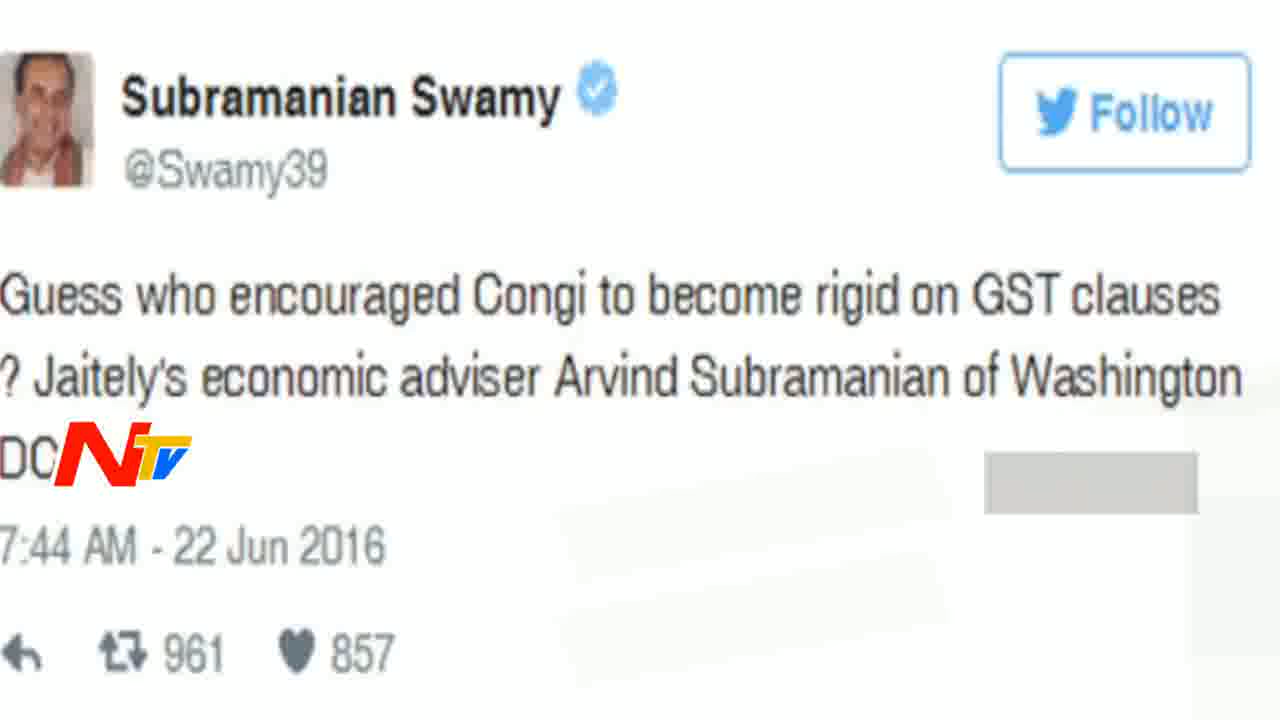 Subramanian Swamy
@Swamy39
Follow
Guess who encouraged Congi to become rigid on GST clauses
? Jaitely's economic adviser Arvind Subramanian of Washington
DC
NTV
7:44 AM - 22 Jun 2016
961 857